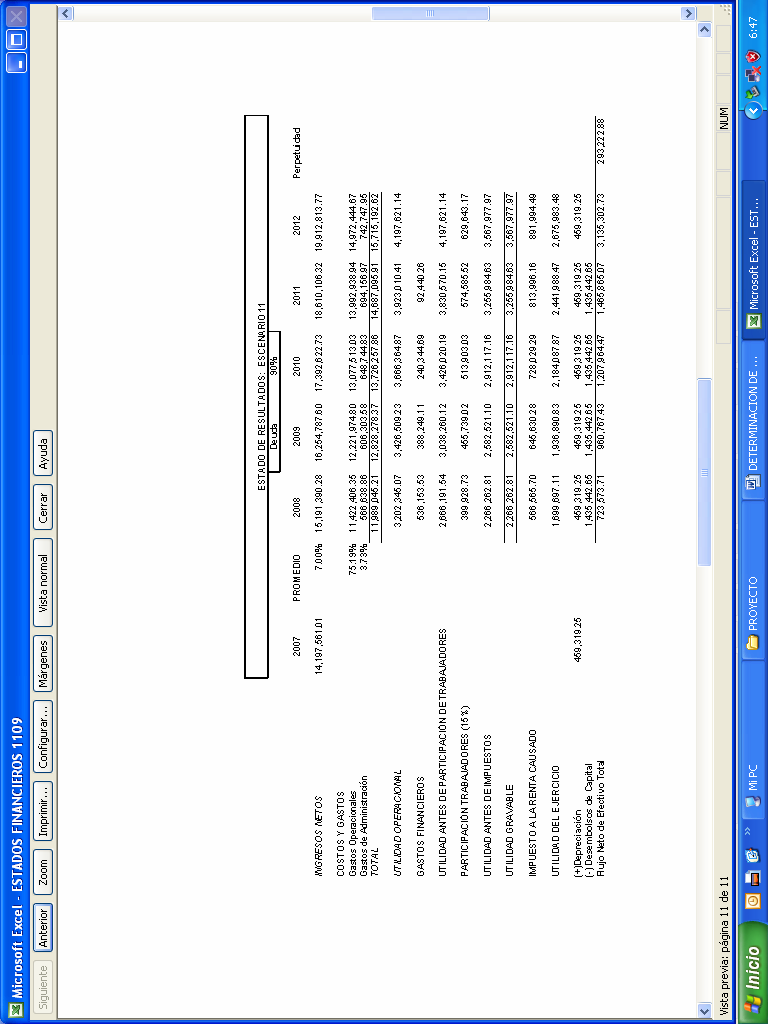 Microsoft Excel - ESTADOS FINANCIEROS 1109
Siguiente Anterior Zoom Imprimir... Configurar... Márgenes Vista normal Cerrar Ayuda
ESTADO DE RESULTADOS: ESCENARIO 11
Deuda 90%
2007 PROMEDIO 2008 2009 2010 2011 2012 Perpetuidad
INGRESOS NETOS 14,197,561.01 7.00% 15,191,390.28 16,254,787.60 17,392,622.73 18,610,106.32 19,912,813.77
COSTOS Y GASTOS
Gastos Operacionales 75.19% 11,422,406.35 12,221,974.80 13,077,513.03 13,992,938.94 14,972,444.67
Gastos de Administración 3.73% 566,638.86 606,303.58 648,744.83 694,156.97 742,747.95
TOTAL 11,989,045.21 12,828,278.37 13,726,257.86 14,687,095.91 15,715,192.62
UTILIDAD OPERACIONAL 3,202,345.07 3,426,509.23 3,666,364.87 3,923,010.41 4,197,621.14
GASTOS FINANCIEROS 536,153.53 388,249.11 240,344.69 92,440.26
UTILIDAD ANTES DE PARTICIPACIÓN DE TRABAJADORES 2,666,191.54 3,038,260.12 3,426,020.19 3,830,570.15 4,197,621.14
PARTICIPACIÓN TRABAJADORES (15%) 399,928.73 455,739.02 513,903.03 574,585.52 629,643.17
UTILIDAD ANTES DE IMPUESTOS 2,266,262.81 2,582,521.10 2,912,117.16 3,255,984.63 3,567,977.97
UTILIDAD GRAVABLE 2,266,262.81 2,582,521.10 2,912,117.16 3,255,984.63 3,567,977.97
IMPUESTO A LA RENTA CAUSADO 566,565.70 645,630.28 728,029.29 813,996.16 891,994.49
UTILIDAD DEL EJERCICIO 1,699,697.11 1,936,890.83 2,184,087.87 2,441,988.47 2,675,983.48
(+) Depreciación 459,319.25 459,319.25 459,319.25 459,319.25 459,319.25 459,319.25
(-) Desembolsos de Capital 1,435,442.65 1,435,442.65 1,435,442.65 1,435,442.65
Flujo Neto de Efectivo Total 723,573.71 960,767.43 1,207,964.47 1,465,865.07 3,135,302.73 293,222.88
Vista previa: página 11 de 11 NUM
Inicio Mi PC PROYECTO DETERMINACION DE ... Microsoft Excel - EST... 6:47